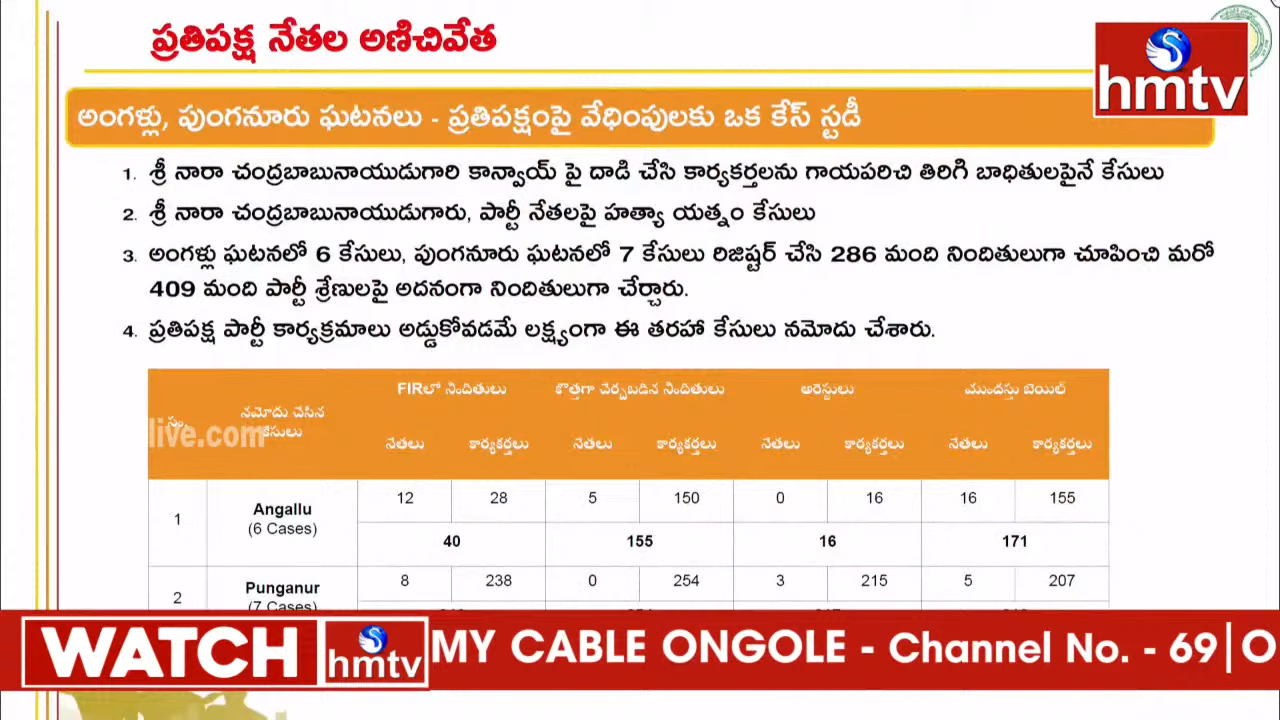 ప్రతిపక్ష నేతల అణిచివేత
hmtv
అంగళ్లు, పుంగనూరు ఘటనలు - ప్రతిపక్షంపై వేధింపులకు ఒక కేస్ స్టడీ
1. శ్రీ నారా చంద్రబాబునాయుడుగారి కాన్వాయ్ పై దాడి చేసి కార్యకర్తలను గాయపరిచి తిరిగి బాధితులపైనే కేసులు
2. శ్రీ నారా చంద్రబాబునాయుడుగారు, పార్టీ నేతలపై హత్యా యత్నం కేసులు
3. అంగళ్లు ఘటనలో 6 కేసులు, పుంగనూరు ఘటనలో 7 కేసులు రిజిష్టర్ చేసి 286 మంది నిందితులుగా చూపించి మరో
409 మంది పార్టీ శ్రేణులపై అదనంగా నిందితులుగా చేర్చారు.
4. ప్రతిపక్ష పార్టీ కార్యక్రమాలు అడ్డుకోవడమే లక్ష్యంగా ఈ తరహా కేసులు నమోదు చేశారు.
సం. నమోదు చేసిన కేసులు FIRలో నిందితులు కొత్తగా చేర్చబడిన నిందితులు అరెస్టులు ముందస్తు బెయిల్
live.com
నేతలు కార్యకర్తలు నేతలు కార్యకర్తలు నేతలు కార్యకర్తలు నేతలు కార్యకర్తలు
1 Angallu (6 Cases) 12 28 5 150 0 16 16 155
40 155 16 171
2 Punganur (7 Cases) 8 238 0 254 3 215 5 207
WATCH hmtv MY CABLE ONGOLE - Channel No. - 69 | O